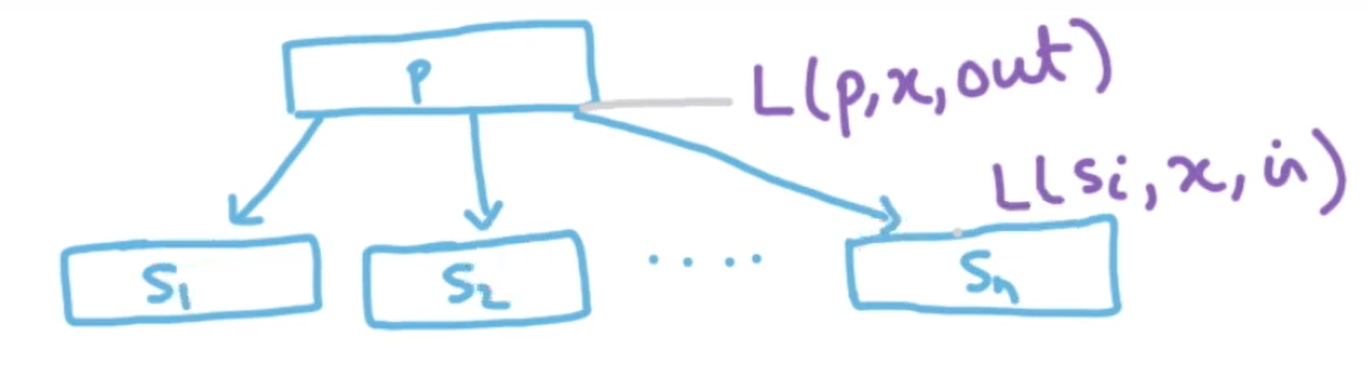 P
L(p,x,out)
L(si,x,in)
S1
S2
....
Sn